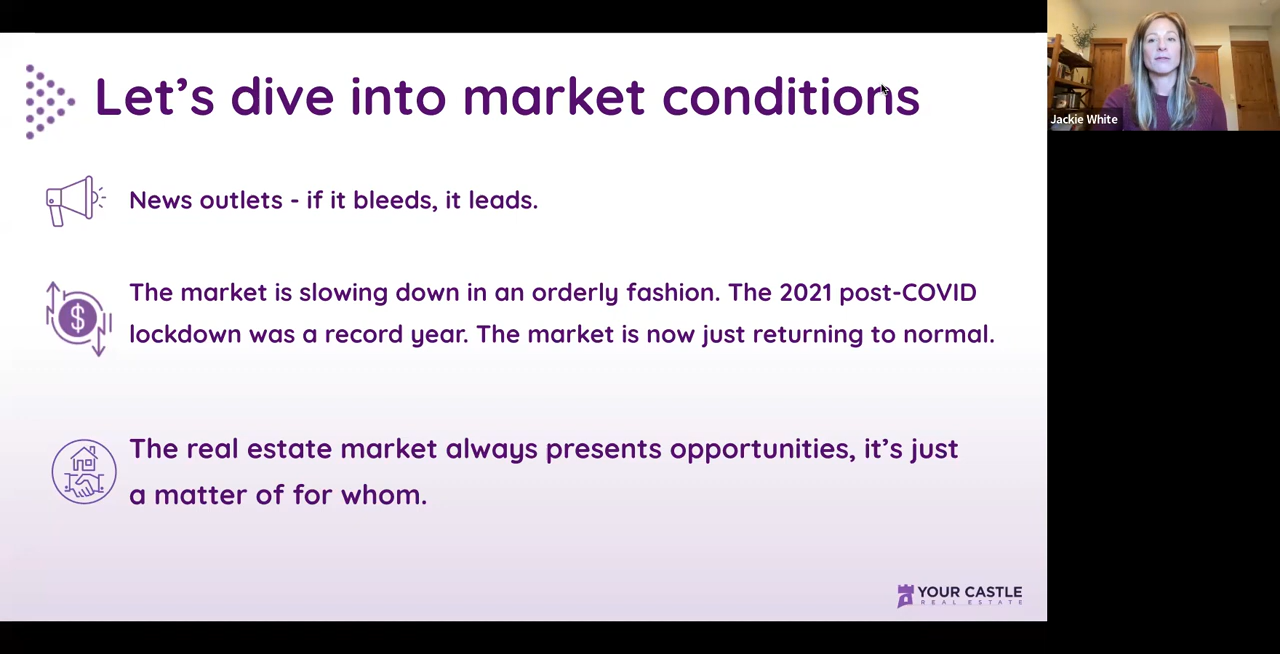 Let's dive into market conditions
News outlets - if it bleeds, it leads.
The market is slowing down in an orderly fashion. The 2021 post-COVID
lockdown was a record year. The market is now just returning to normal.
The real estate market always presents opportunities, it's just
a matter of for whom.
YOUR CASTLE
REAL ESTATE
Jackie White